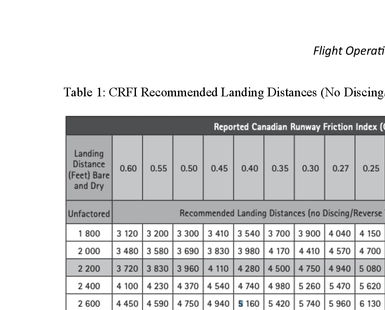 Flight Operati
Table 1: CRFI Recommended Landing Distances (No Discing
Reported Canadian Runway Friction Index (
Landing Distance (Feet) Bare and Dry 0.60 0.55 0.50 0.45 0.40 0.35 0.30 0.27 0.25
Unfactored Recommended Landing Distances (no Discing/Reverse
1 800 3 120 3 200 3 300 3 410 3 540 3 700 3 900 4 040 4 150
2 000 3 480 3 580 3 690 3 830 3 980 4 170 4 410 4 570 4 700
2 200 3 720 3 830 3 960 4 110 4 280 4 500 4 750 4 940 5 080
2 400 4 100 4 230 4 370 4 540 4 740 4 980 5 260 5 470 5 620
2 600 4 450 4 590 4 750 4 940 5 160 5 420 5 740 5 960 6 130